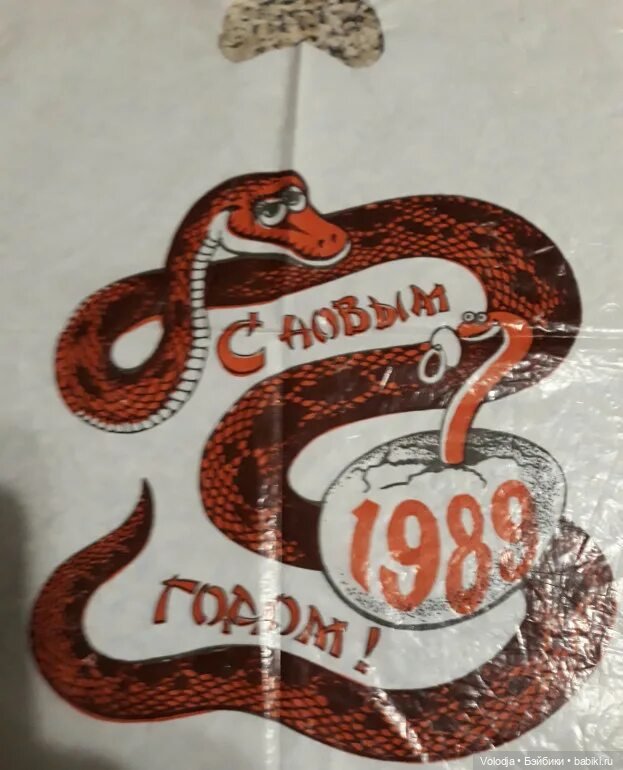 С НОВЫМ
1989
ГОДОМ!
Volodja • Бэйбики • babiki.ru